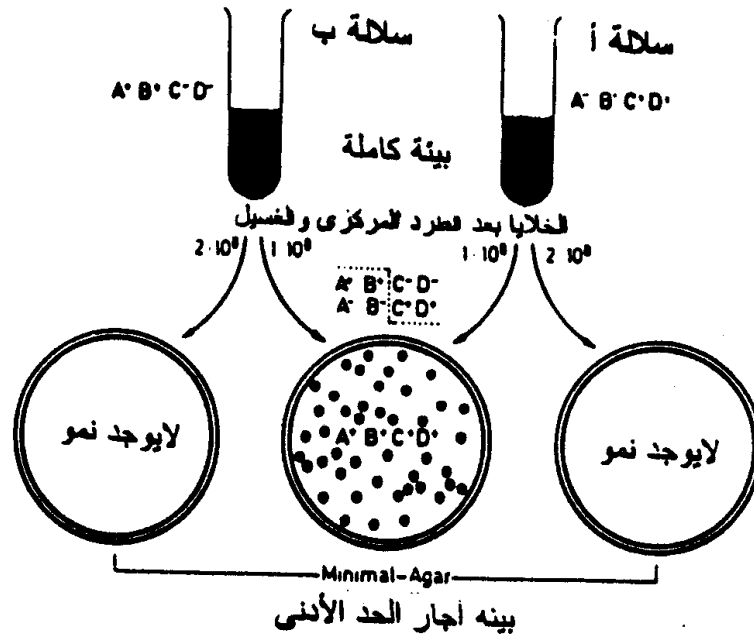 سلالة أ
سلالة ب
A⁻ B⁻ C⁺ D⁺
A⁺ B⁺ C⁻ D⁻
بيئة كاملة
الخلايا بعد الطرد المركزى والغسيل
2·10⁸ 1·10⁸
1·10⁸ 2·10⁸
A⁺ B⁺ C⁻ D⁻
A⁻ B⁻ C⁺ D⁺
لايوجد نمو
A⁺ B⁺ C⁺ D⁺
لايوجد نمو
Minimal-Agar
بيئه أجار الحد الأدنى